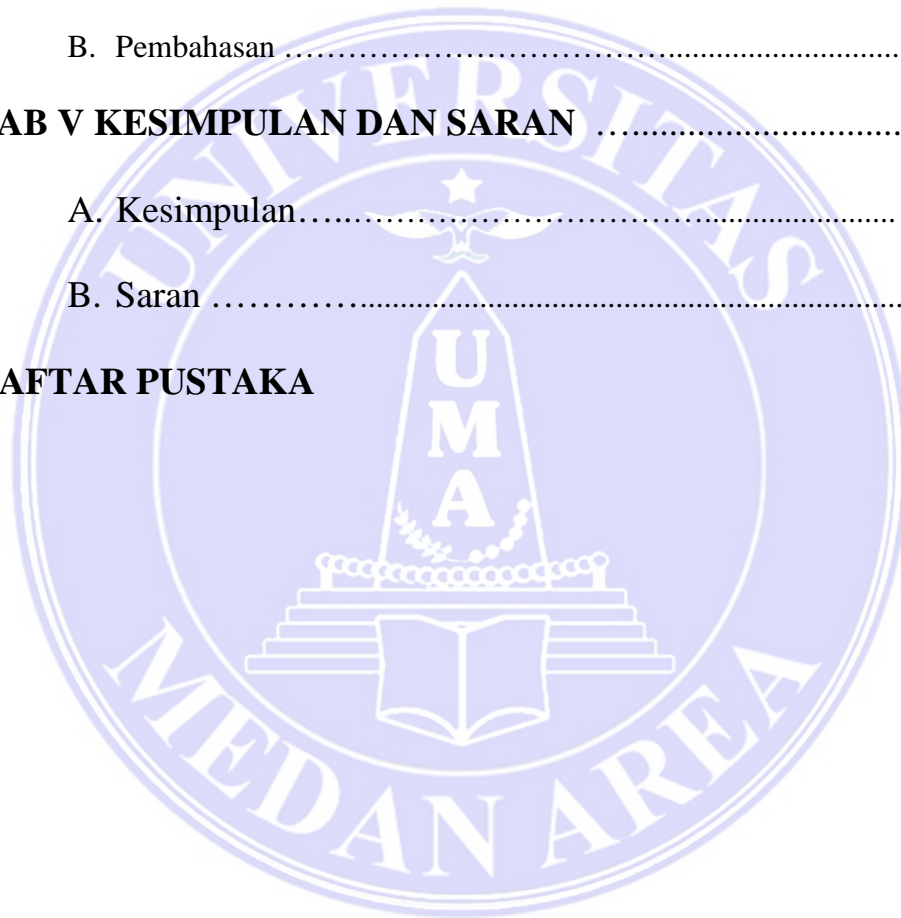 B. Pembahasan ……………………………….................................
AB V KESIMPULAN DAN SARAN …............................
A. Kesimpulan…..……………………………........................
B. Saran …………..................................................................
AFTAR PUSTAKA
UNIVERSITAS
U
M
A
MEDAN AREA